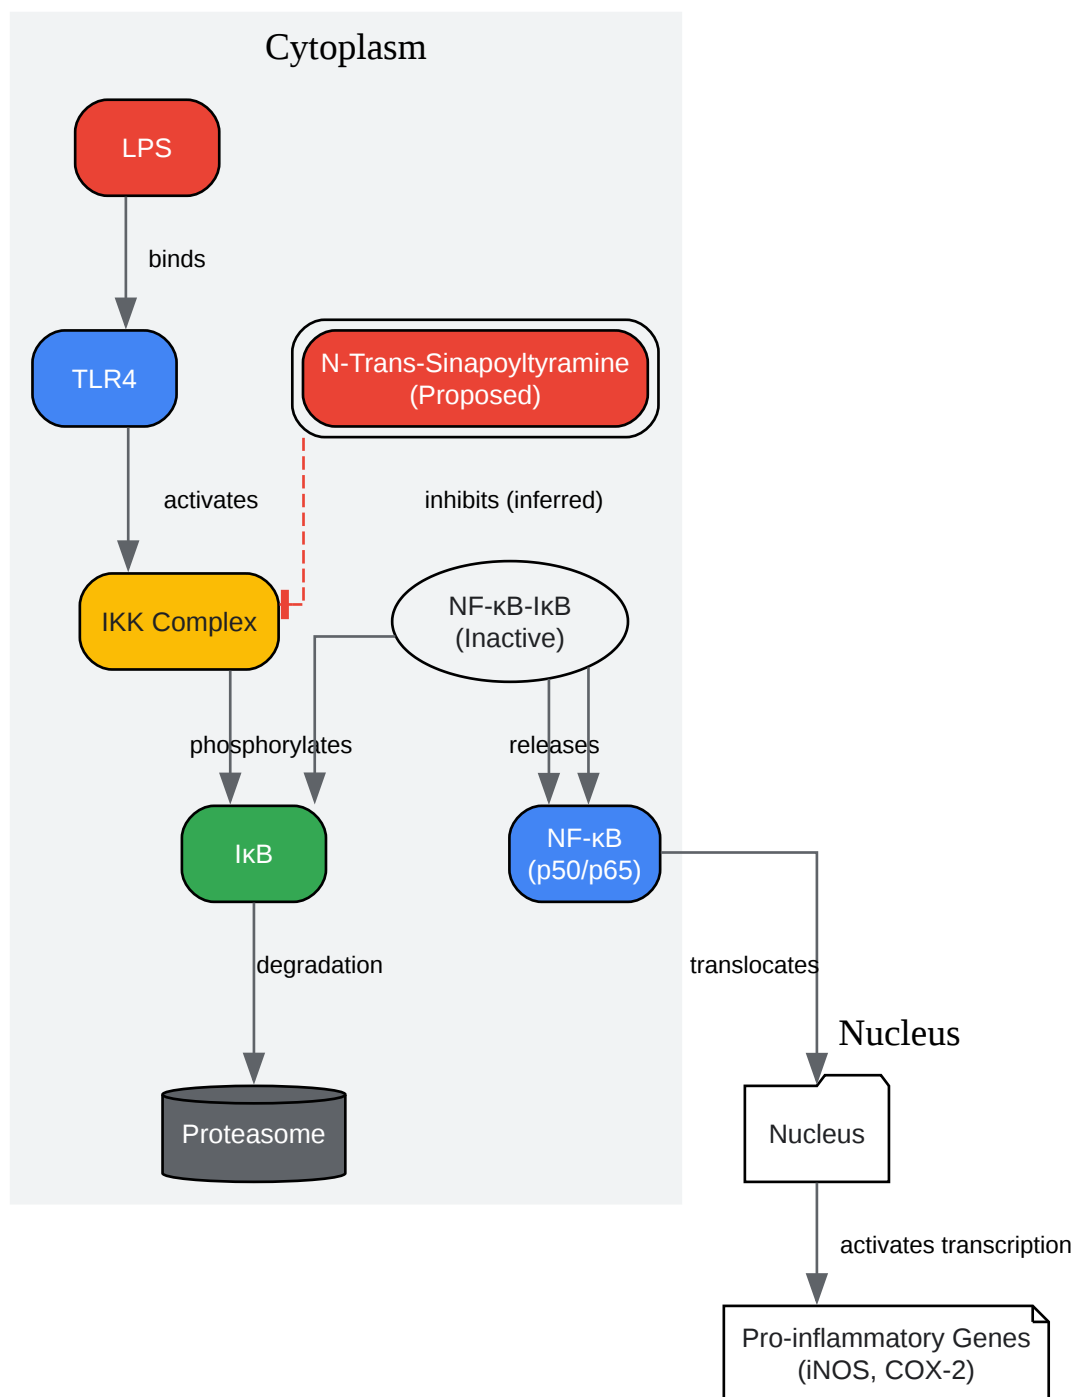 Cytoplasm
LPS
binds
TLR4
N-Trans-Sinapoyltyramine
(Proposed)
activates
inhibits (inferred)
IKK Complex
NF-κB-IκB
(Inactive)
phosphorylates
releases
IκB
NF-κB
(p50/p65)
degradation
translocates
Nucleus
Proteasome
Nucleus
activates transcription
Pro-inflammatory Genes
(iNOS, COX-2)